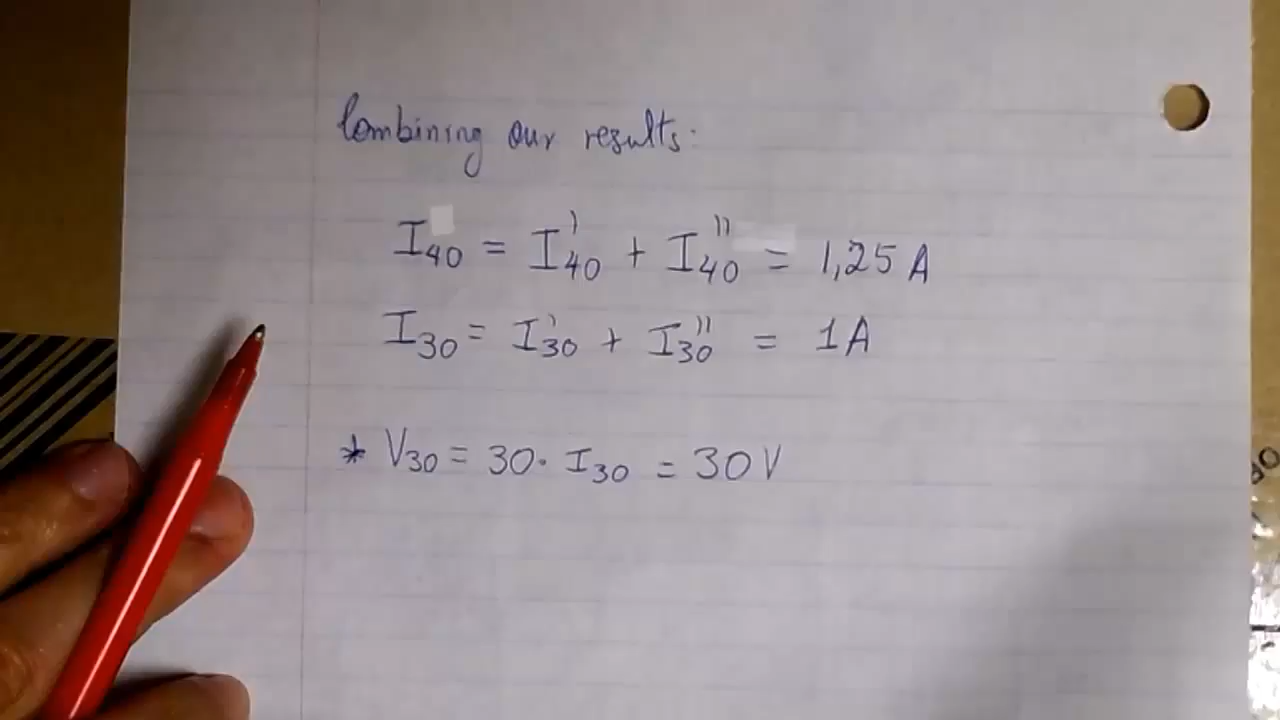 Combining our results:
I40 = I'40 + I''40 = 1,25 A
I30 = I'30 + I''30 = 1A
* V30 = 30 · I30 = 30V